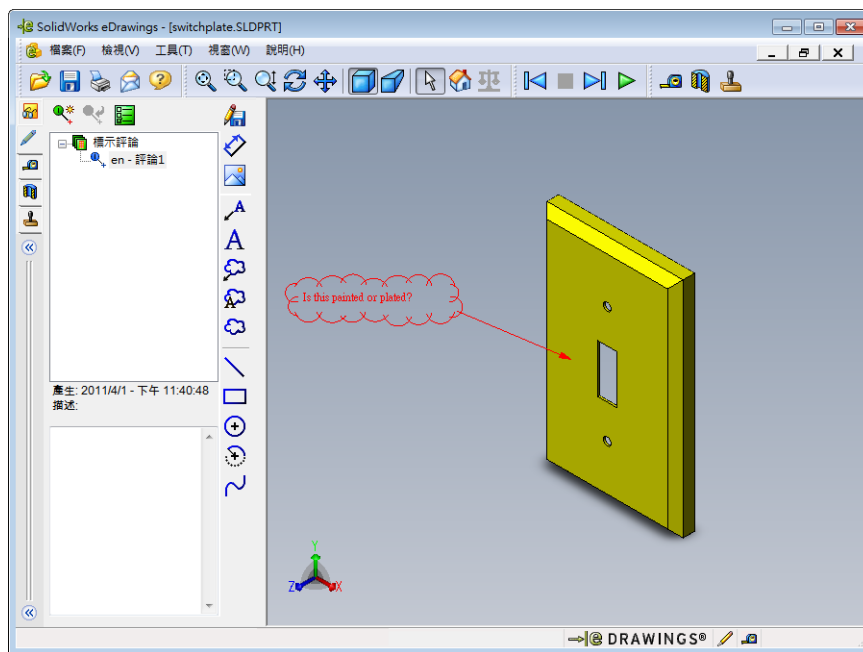 SolidWorks eDrawings - [switchplate.SLDPRT]
檔案(F) 檢視(V) 工具(T) 視窗(W) 說明(H)
標示評論
en - 評論1
產生: 2011/4/1 - 下午 11:40:48
描述:
A
A
A
Is this painted or plated?
Y
Z
X
e DRAWINGS®